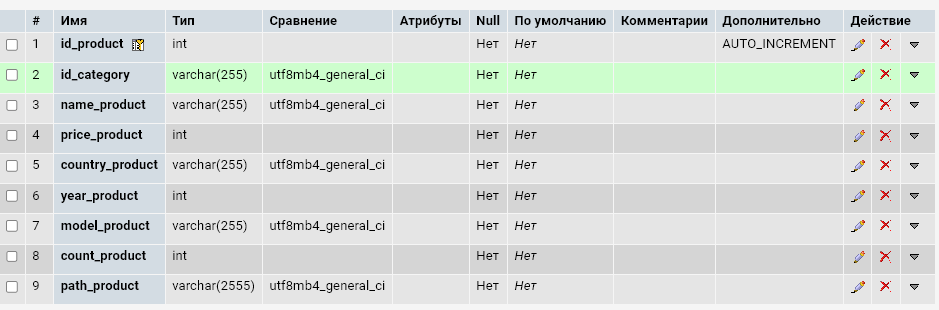 # Имя Тип Сравнение Атрибуты Null По умолчанию Комментарии Дополнительно Действие
1 id_product int Нет Нет AUTO_INCREMENT
2 id_category varchar(255) utf8mb4_general_ci Нет Нет
3 name_product varchar(255) utf8mb4_general_ci Нет Нет
4 price_product int Нет Нет
5 country_product varchar(255) utf8mb4_general_ci Нет Нет
6 year_product int Нет Нет
7 model_product varchar(255) utf8mb4_general_ci Нет Нет
8 count_product int Нет Нет
9 path_product varchar(2555) utf8mb4_general_ci Нет Нет